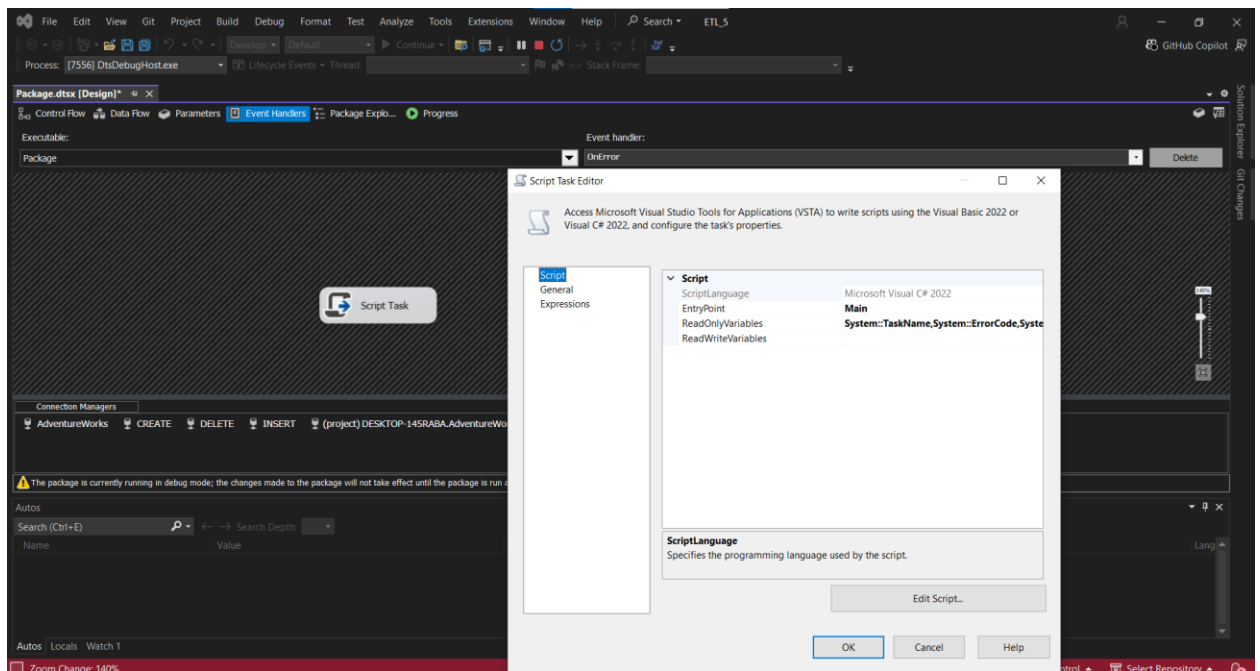 File Edit View Git Project Build Debug Format Test Analyze Tools Extensions Window Help Search ETL_5
Develop Default Continue GitHub Copilot
Process: [7556] DtsDebugHost.exe Lifecycle Events Thread: Stack Frame:
Package.dtsx [Design]*
Control Flow Data Flow Parameters Event Handlers Package Explo... Progress
Executable: Event handler:
Package OnError Delete
Solution Explorer
Git Changes
Script Task Editor
Access Microsoft Visual Studio Tools for Applications (VSTA) to write scripts using the Visual Basic 2022 or
Visual C# 2022, and configure the task's properties.
Script
General
Expressions
Script
ScriptLanguage Microsoft Visual C# 2022
EntryPoint Main
ReadOnlyVariables System::TaskName,System::ErrorCode,Syste
ReadWriteVariables
Script Task
140%
Connection Managers
AdventureWorks CREATE DELETE INSERT (project) DESKTOP-145RABA.AdventureWo
The package is currently running in debug mode; the changes made to the package will not take effect until the package is run a
Autos
Search (Ctrl+E) Search Depth:
Name Value Lang
ScriptLanguage
Specifies the programming language used by the script.
Edit Script...
OK Cancel Help
Autos Locals Watch 1
Zoom Change: 140% ntrol Select Repository